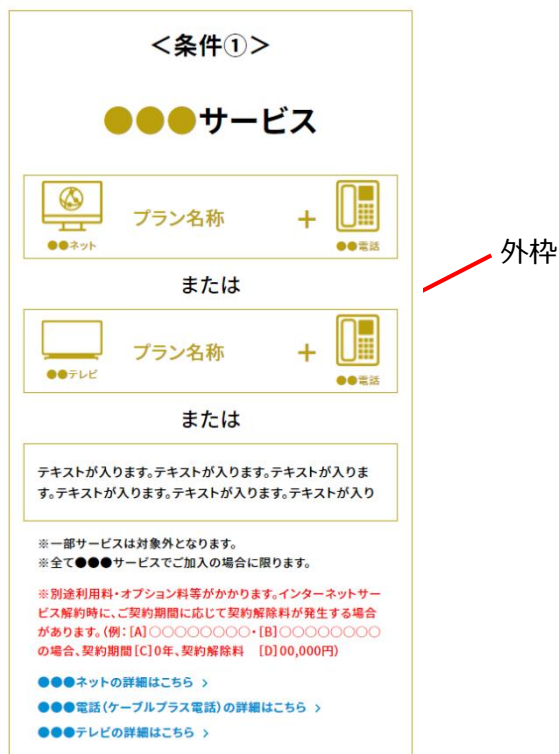 ＜条件①＞
●●●サービス
プラン名称
＋
●●ネット
●●電話
または
外枠
プラン名称
＋
●●テレビ
●●電話
または
テキストが入ります。テキストが入ります。テキストが入りま
す。テキストが入ります。テキストが入ります。テキストが入り
※一部サービスは対象外となります。
※全て●●●サービスでご加入の場合に限ります。
※別途利用料・オプション料等がかかります。インターネットサー
ビス解約時に、ご契約期間に応じて契約解除料が発生する場合
があります。（例：[A]○○○○○○○○・[B]○○○○○○○○
の場合、契約期間[C]0年、契約解除料　[D]00,000円）
●●●ネットの詳細はこちら ＞
●●●電話（ケーブルプラス電話）の詳細はこちら ＞
●●●テレビの詳細はこちら ＞